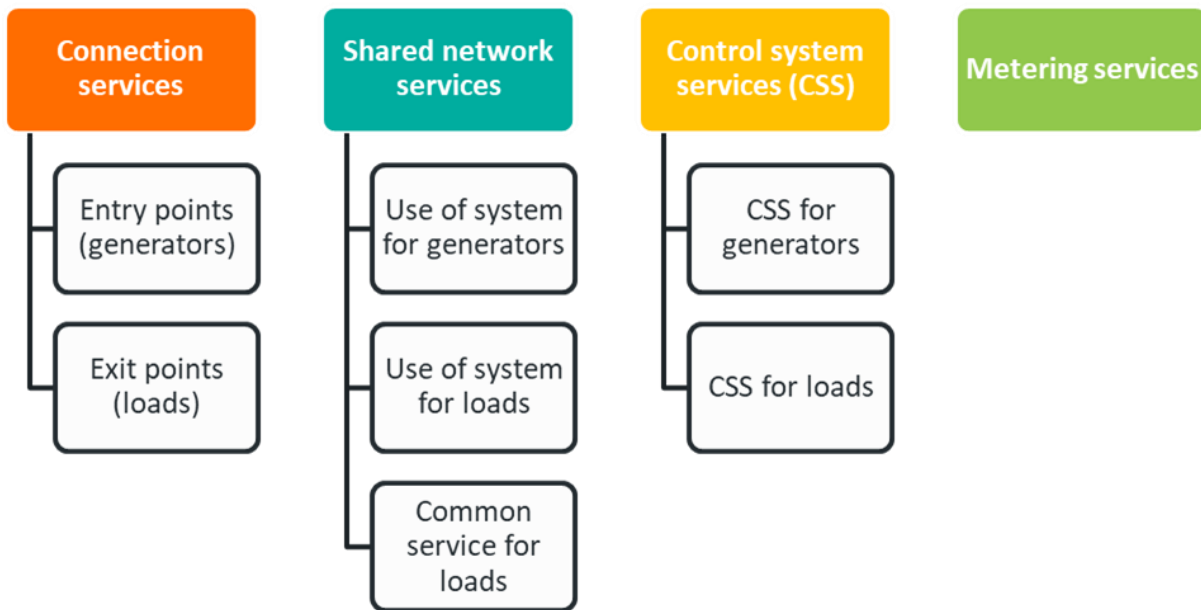 Connection
services
Entry points
(generators)
Exit points
(loads)
Shared network
services
Use of system
for generators
Use of system
for loads
Common
service for
loads
Control system
services (CSS)
CSS for
generators
CSS for loads
Metering services